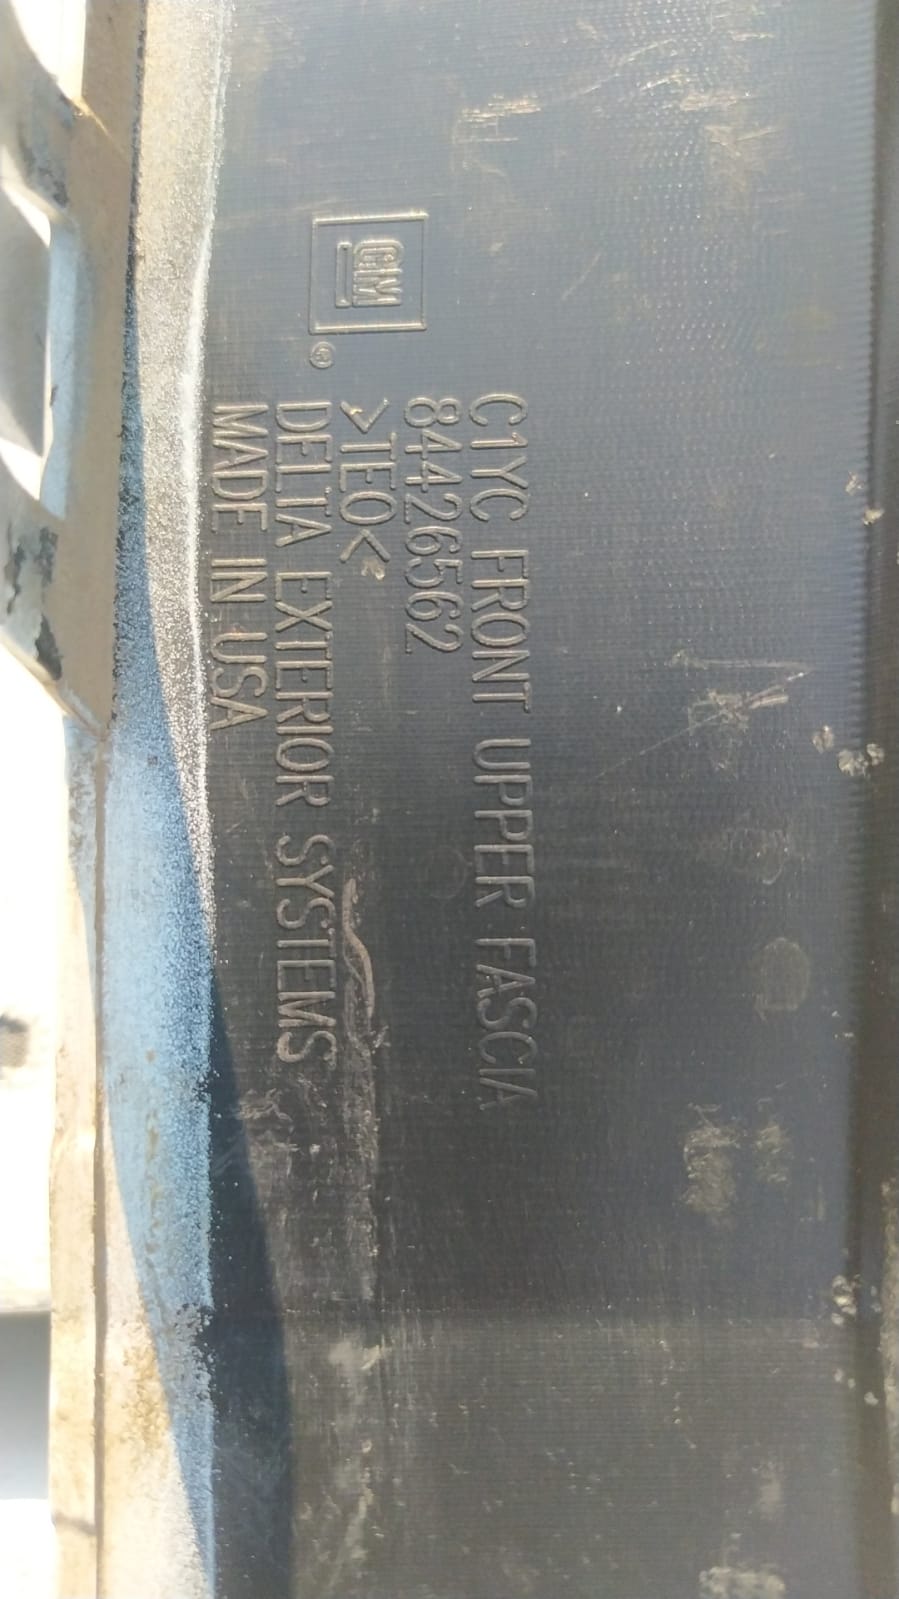 GM
©
C1YC FRONT UPPER FASCIA
84426562
>TEO<
DELTA EXTERIOR SYSTEMS
MADE IN USA